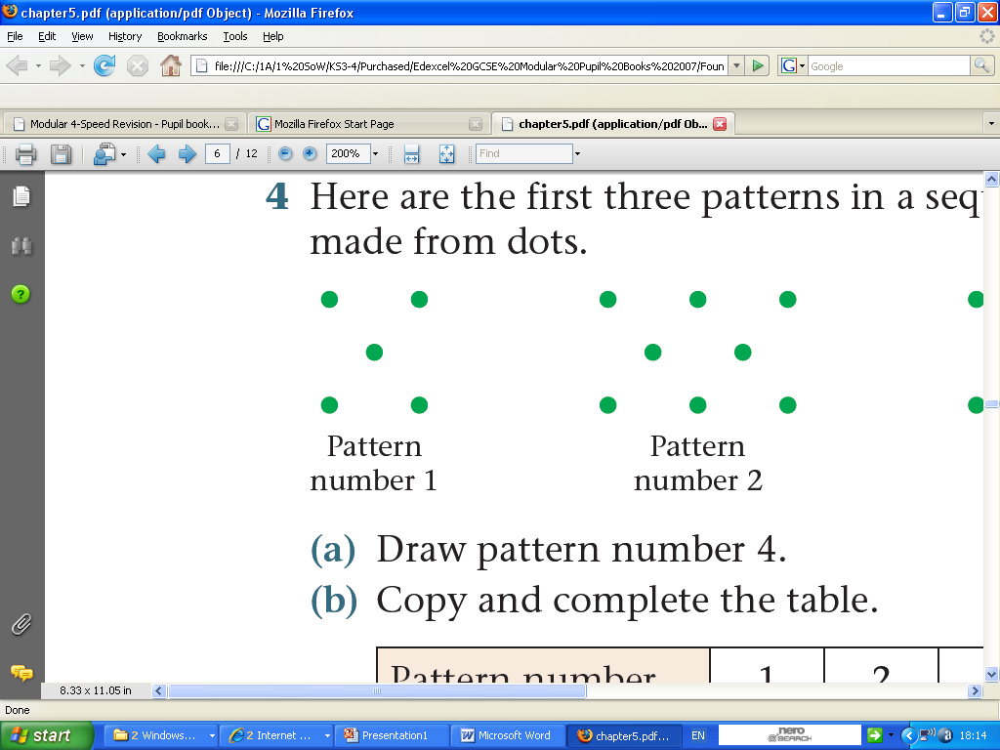 chapter5.pdf (application/pdf Object) - Mozilla Firefox
File Edit View History Bookmarks Tools Help
file:///C:/1A/1%20SoW/KS3-4/Purchased/Edexcel%20GCSE%20Modular%20Pupil%20Books%202007/Foun
G Google
Modular 4-Speed Revision - Pupil book...
Mozilla Firefox Start Page
chapter5.pdf (application/pdf Ob...
6 / 12 200% Find
4 Here are the first three patterns in a seq
made from dots.
Pattern
number 1
Pattern
number 2
(a) Draw pattern number 4.
(b) Copy and complete the table.
Pattern number 1 2
8.33 x 11.05 in
Done
start 2 Windows... 2 Internet ... Presentation1 Microsoft Word chapter5.pdf... EN nero SEARCH 18:14